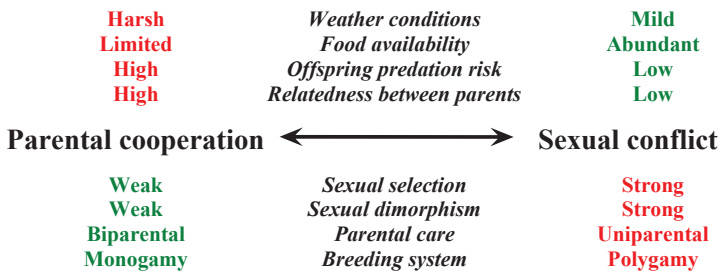 Harsh Weather conditions Mild
Limited Food availability Abundant
High Offspring predation risk Low
High Relatedness between parents Low
Parental cooperation Sexual conflict
Weak Sexual selection Strong
Weak Sexual dimorphism Strong
Biparental Parental care Uniparental
Monogamy Breeding system Polygamy